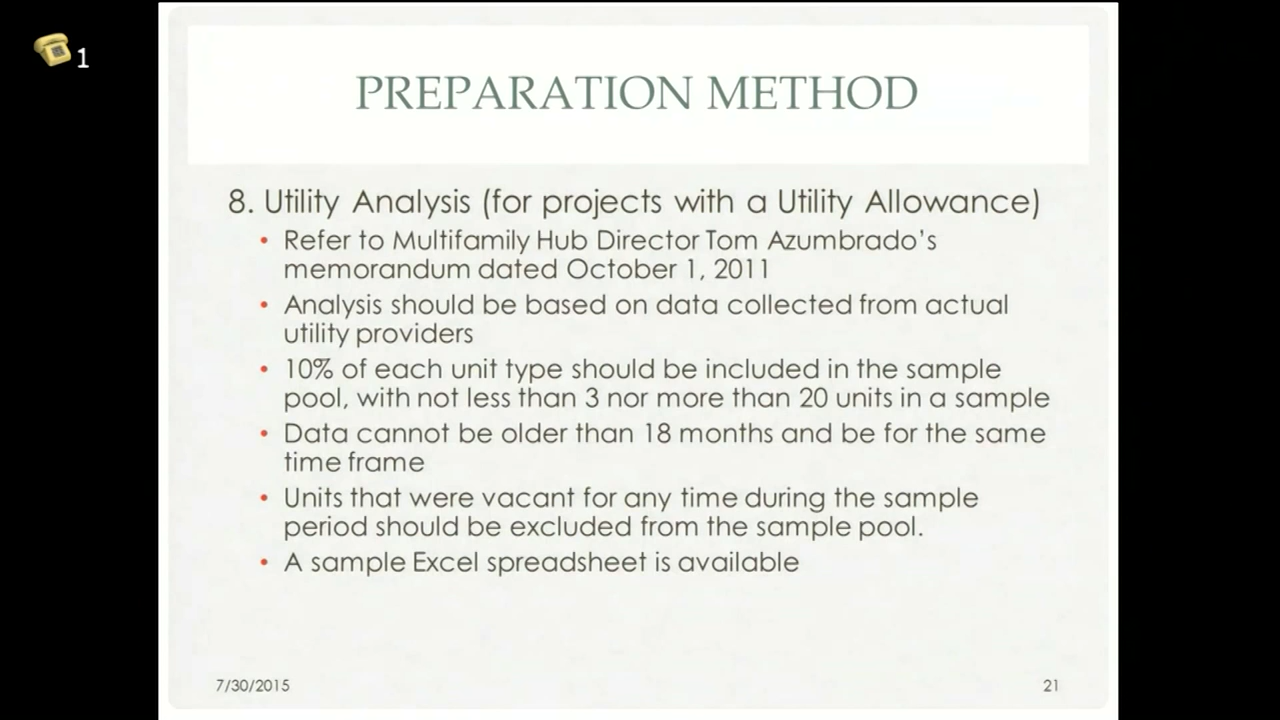 1
PREPARATION METHOD
8. Utility Analysis (for projects with a Utility Allowance)
• Refer to Multifamily Hub Director Tom Azumbrado's
memorandum dated October 1, 2011
• Analysis should be based on data collected from actual
utility providers
• 10% of each unit type should be included in the sample
pool, with not less than 3 nor more than 20 units in a sample
• Data cannot be older than 18 months and be for the same
time frame
• Units that were vacant for any time during the sample
period should be excluded from the sample pool.
• A sample Excel spreadsheet is available
7/30/2015
21